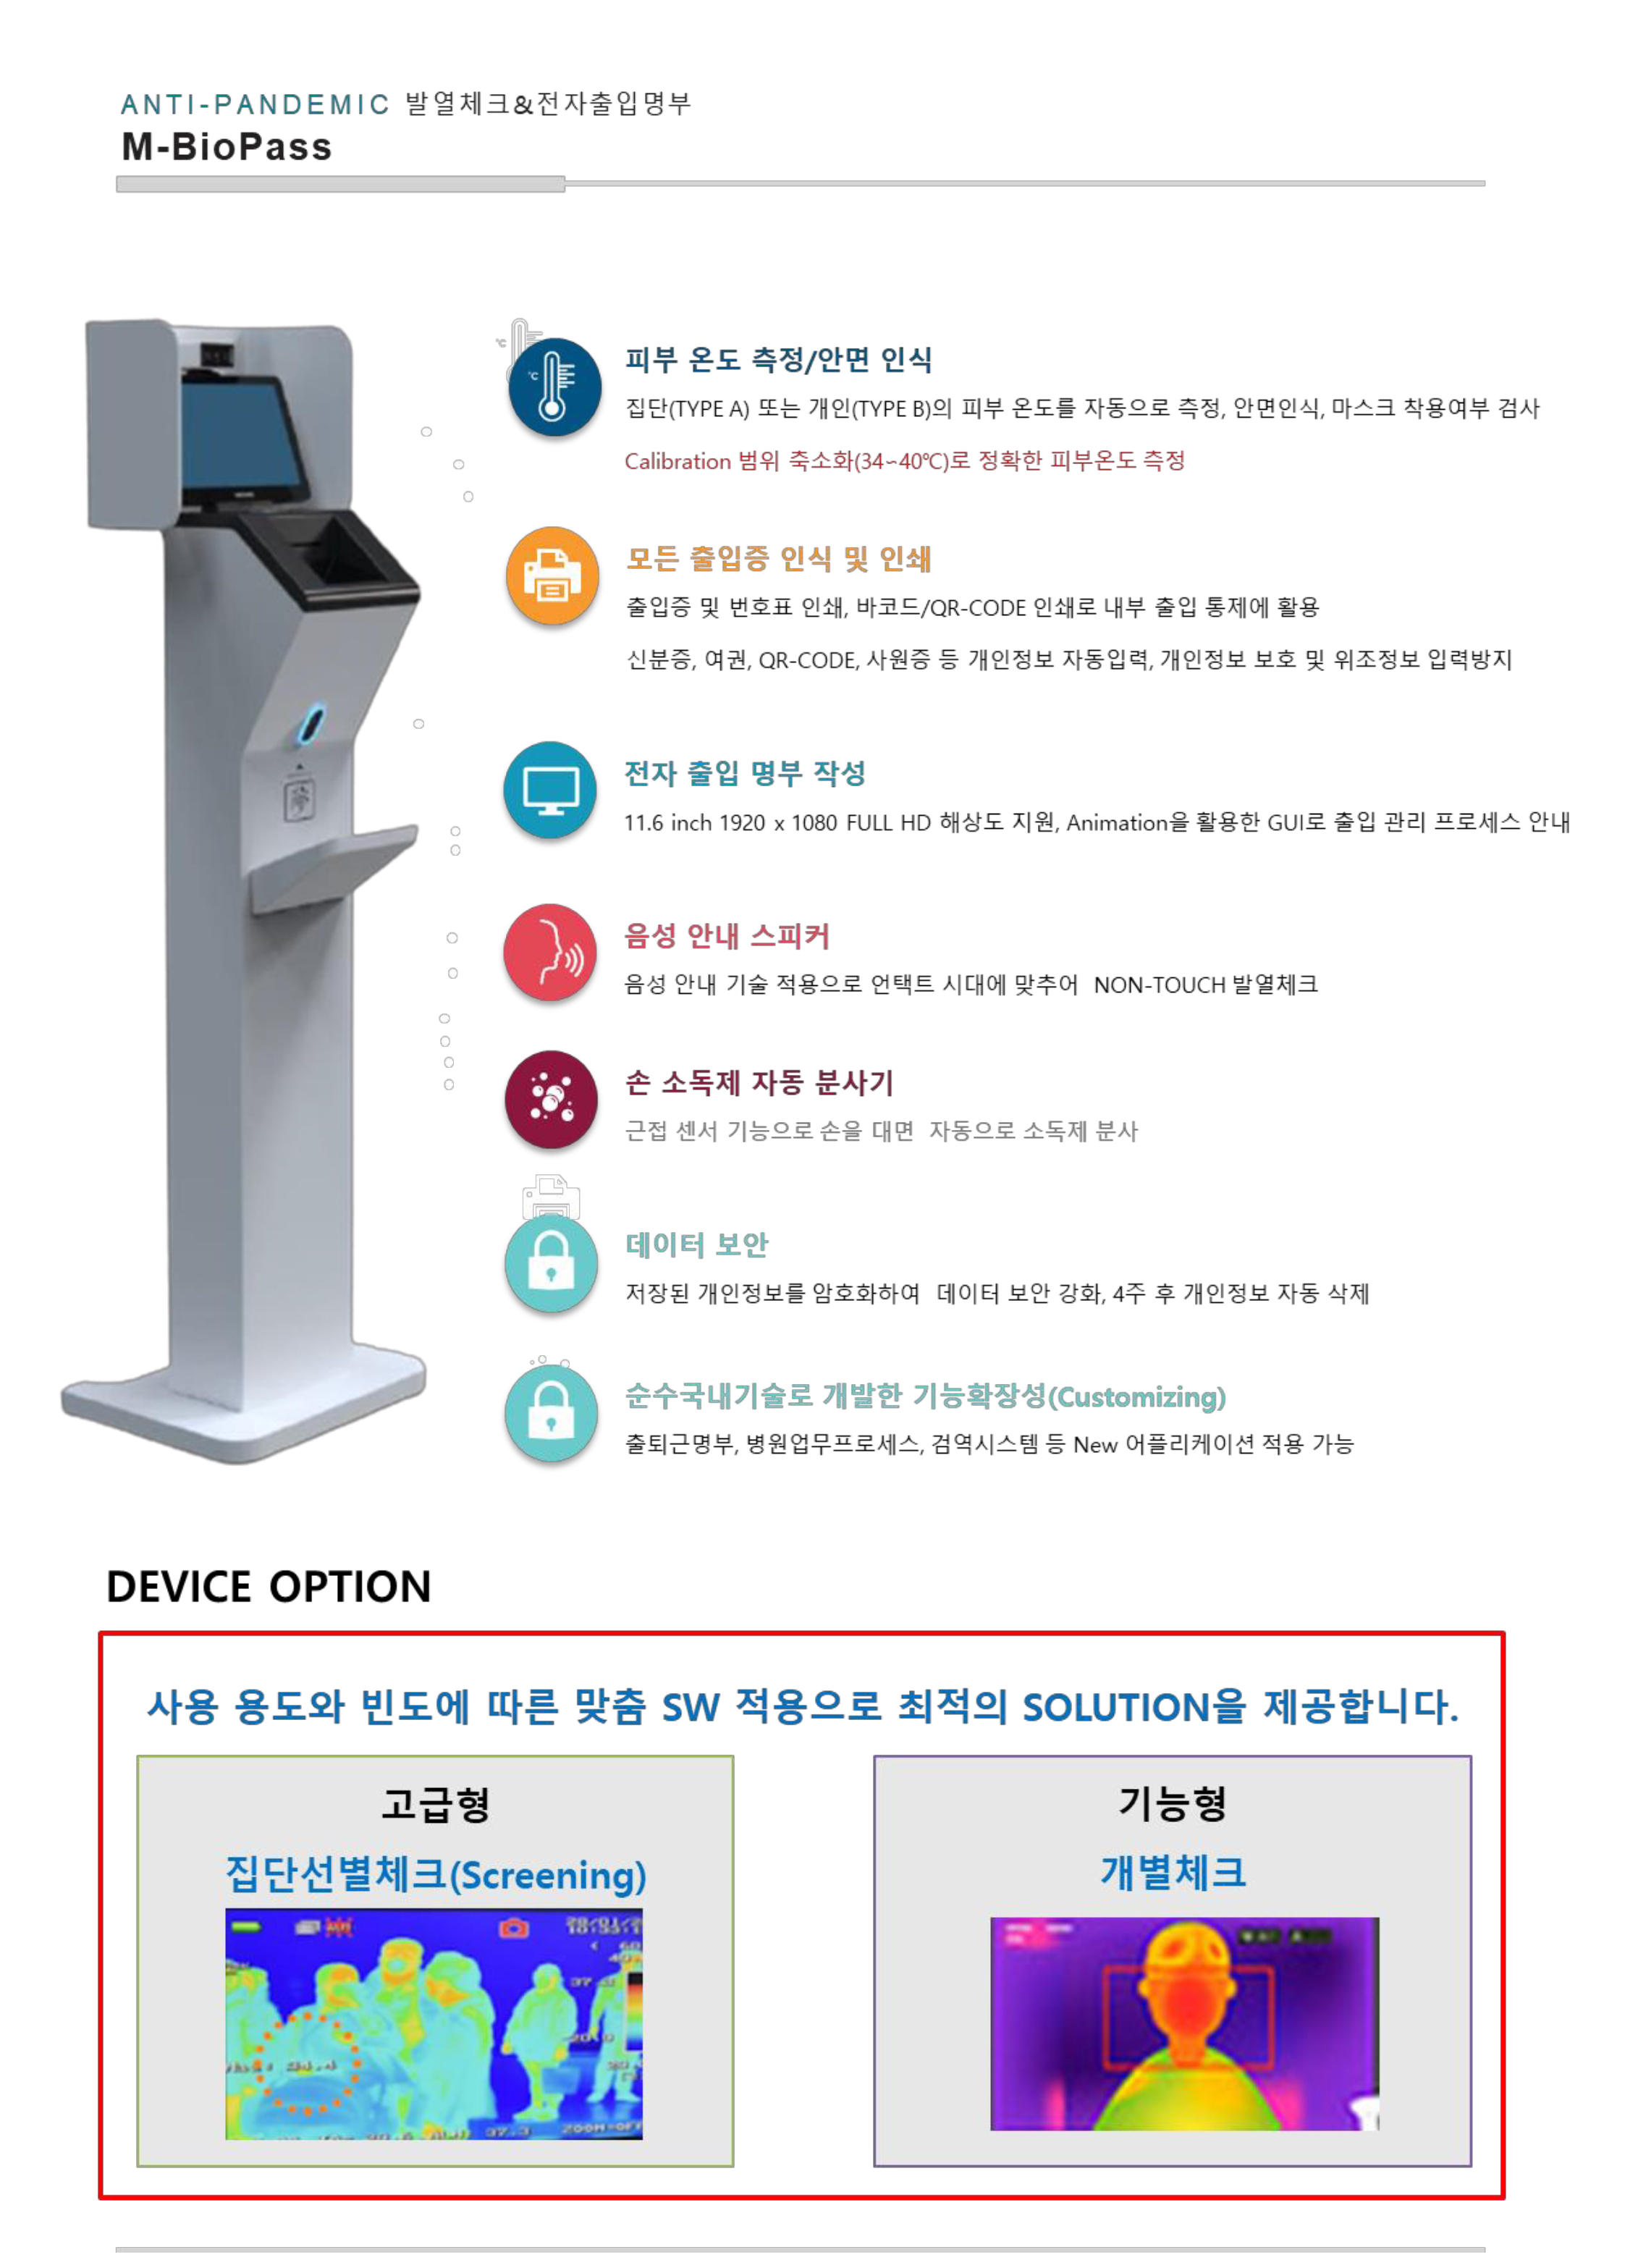 ANTI-PANDEMIC 발열체크&전자출입명부
M-BioPass
피부 온도 측정/안면 인식
집단(TYPE A) 또는 개인(TYPE B)의 피부 온도를 자동으로 측정, 안면인식, 마스크 착용여부 검사
Calibration 범위 축소화(34~40℃)로 정확한 피부온도 측정
모든 출입증 인식 및 인쇄
출입증 및 번호표 인쇄, 바코드/QR-CODE 인쇄로 내부 출입 통제에 활용
신분증, 여권, QR-CODE, 사원증 등 개인정보 자동입력, 개인정보 보호 및 위조정보 입력방지
전자 출입 명부 작성
11.6 inch 1920 x 1080 FULL HD 해상도 지원, Animation을 활용한 GUI로 출입 관리 프로세스 안내
음성 안내 스피커
음성 안내 기술 적용으로 언택트 시대에 맞추어 NON-TOUCH 발열체크
손 소독제 자동 분사기
근접 센서 기능으로 손을 대면 자동으로 소독제 분사
데이터 보안
저장된 개인정보를 암호화하여 데이터 보안 강화, 4주 후 개인정보 자동 삭제
순수국내기술로 개발한 기능확장성(Customizing)
출퇴근명부, 병원업무프로세스, 검역시스템 등 New 어플리케이션 적용 가능
DEVICE OPTION
사용 용도와 빈도에 따른 맞춤 SW 적용으로 최적의 SOLUTION을 제공합니다.
고급형
집단선별체크(Screening)
34.4
37.3
ZOOM
기능형
개별체크